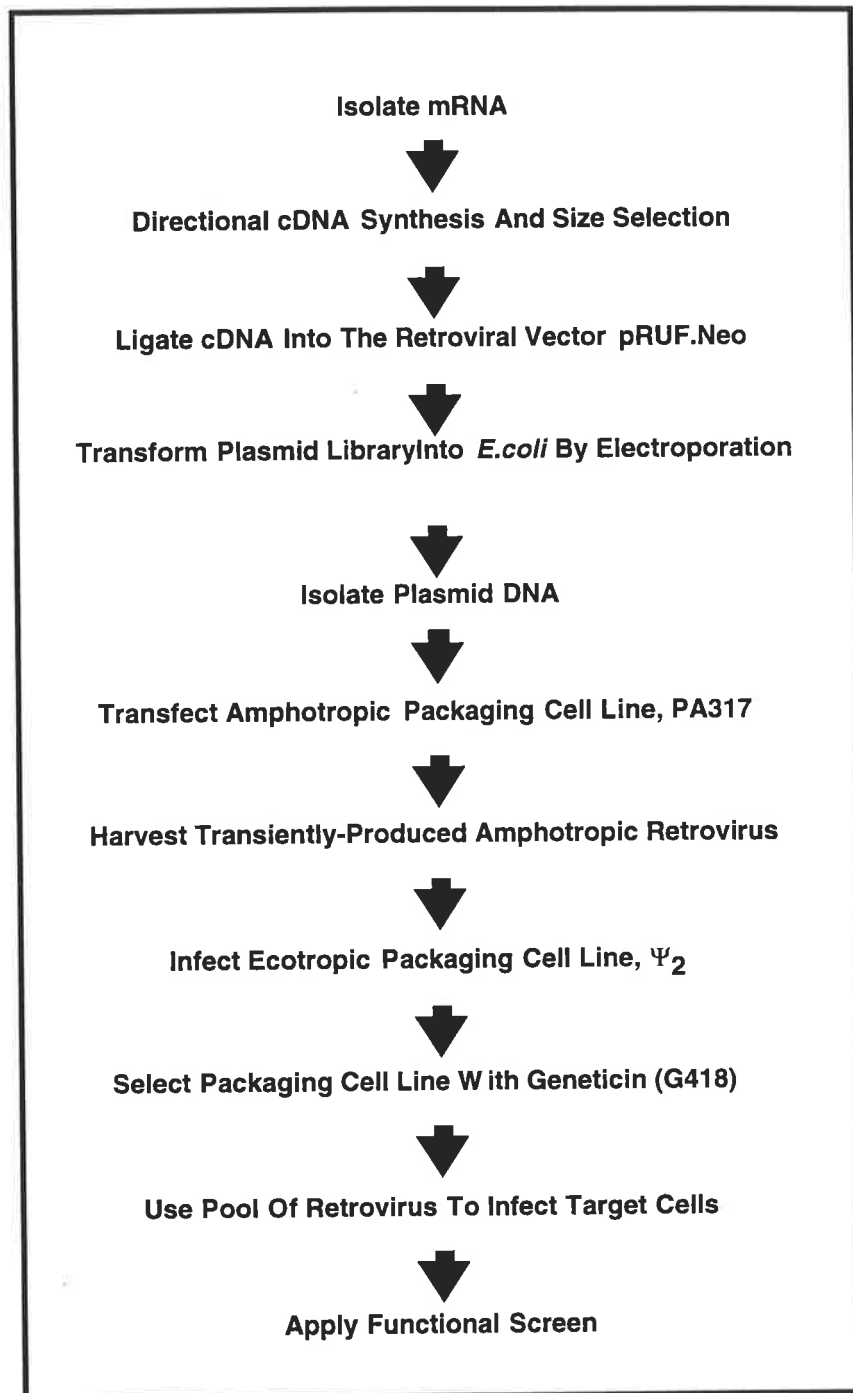 Isolate mRNA
Directional cDNA Synthesis And Size Selection
Ligate cDNA Into The Retroviral Vector pRUF.Neo
Transform Plasmid LibraryInto E.coli By Electroporation
Isolate Plasmid DNA
Transfect Amphotropic Packaging Cell Line, PA317
Harvest Transiently-Produced Amphotropic Retrovirus
Infect Ecotropic Packaging Cell Line, Ψ2
Select Packaging Cell Line With Geneticin (G418)
Use Pool Of Retrovirus To Infect Target Cells
Apply Functional Screen